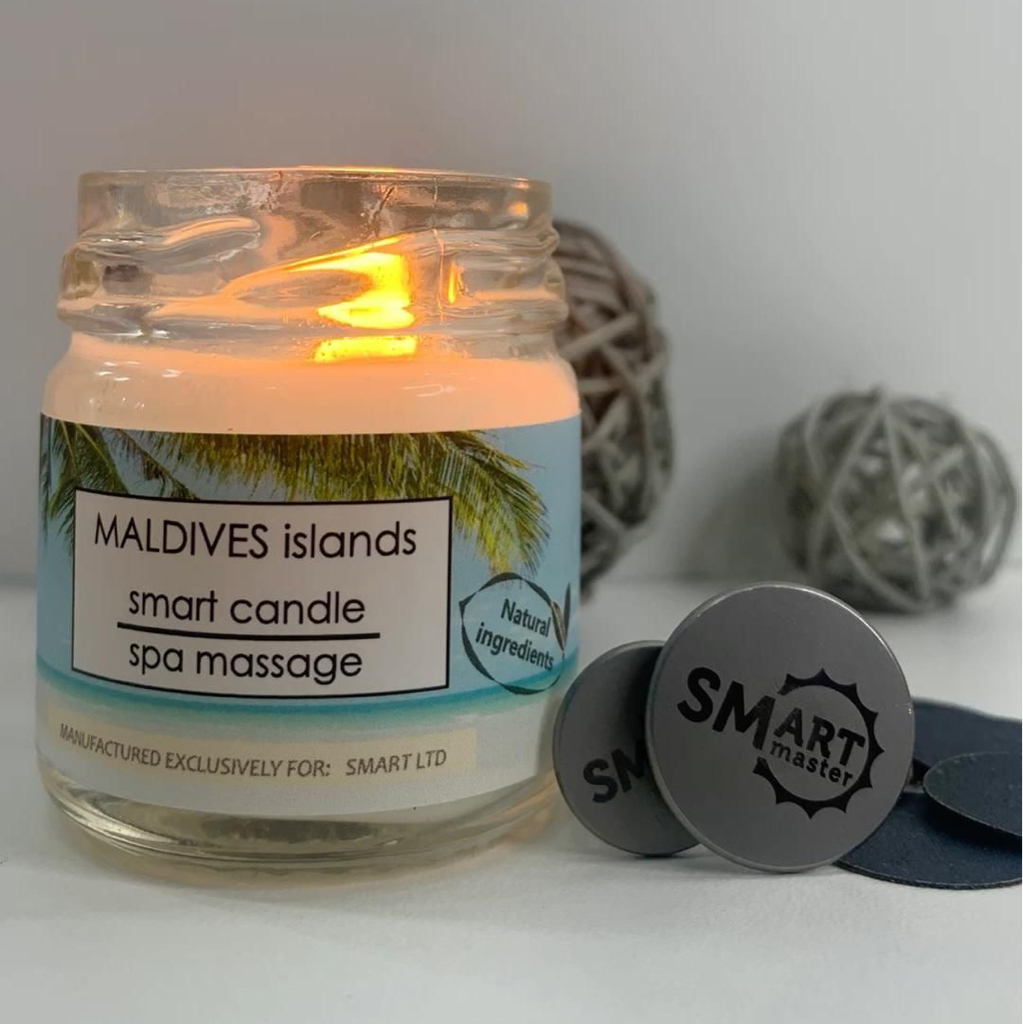 MALDIVES islands
smart candle
spa massage
Natural
ingredients
MANUFACTURED EXCLUSIVELY FOR: SMART LTD
SM
SMART
master